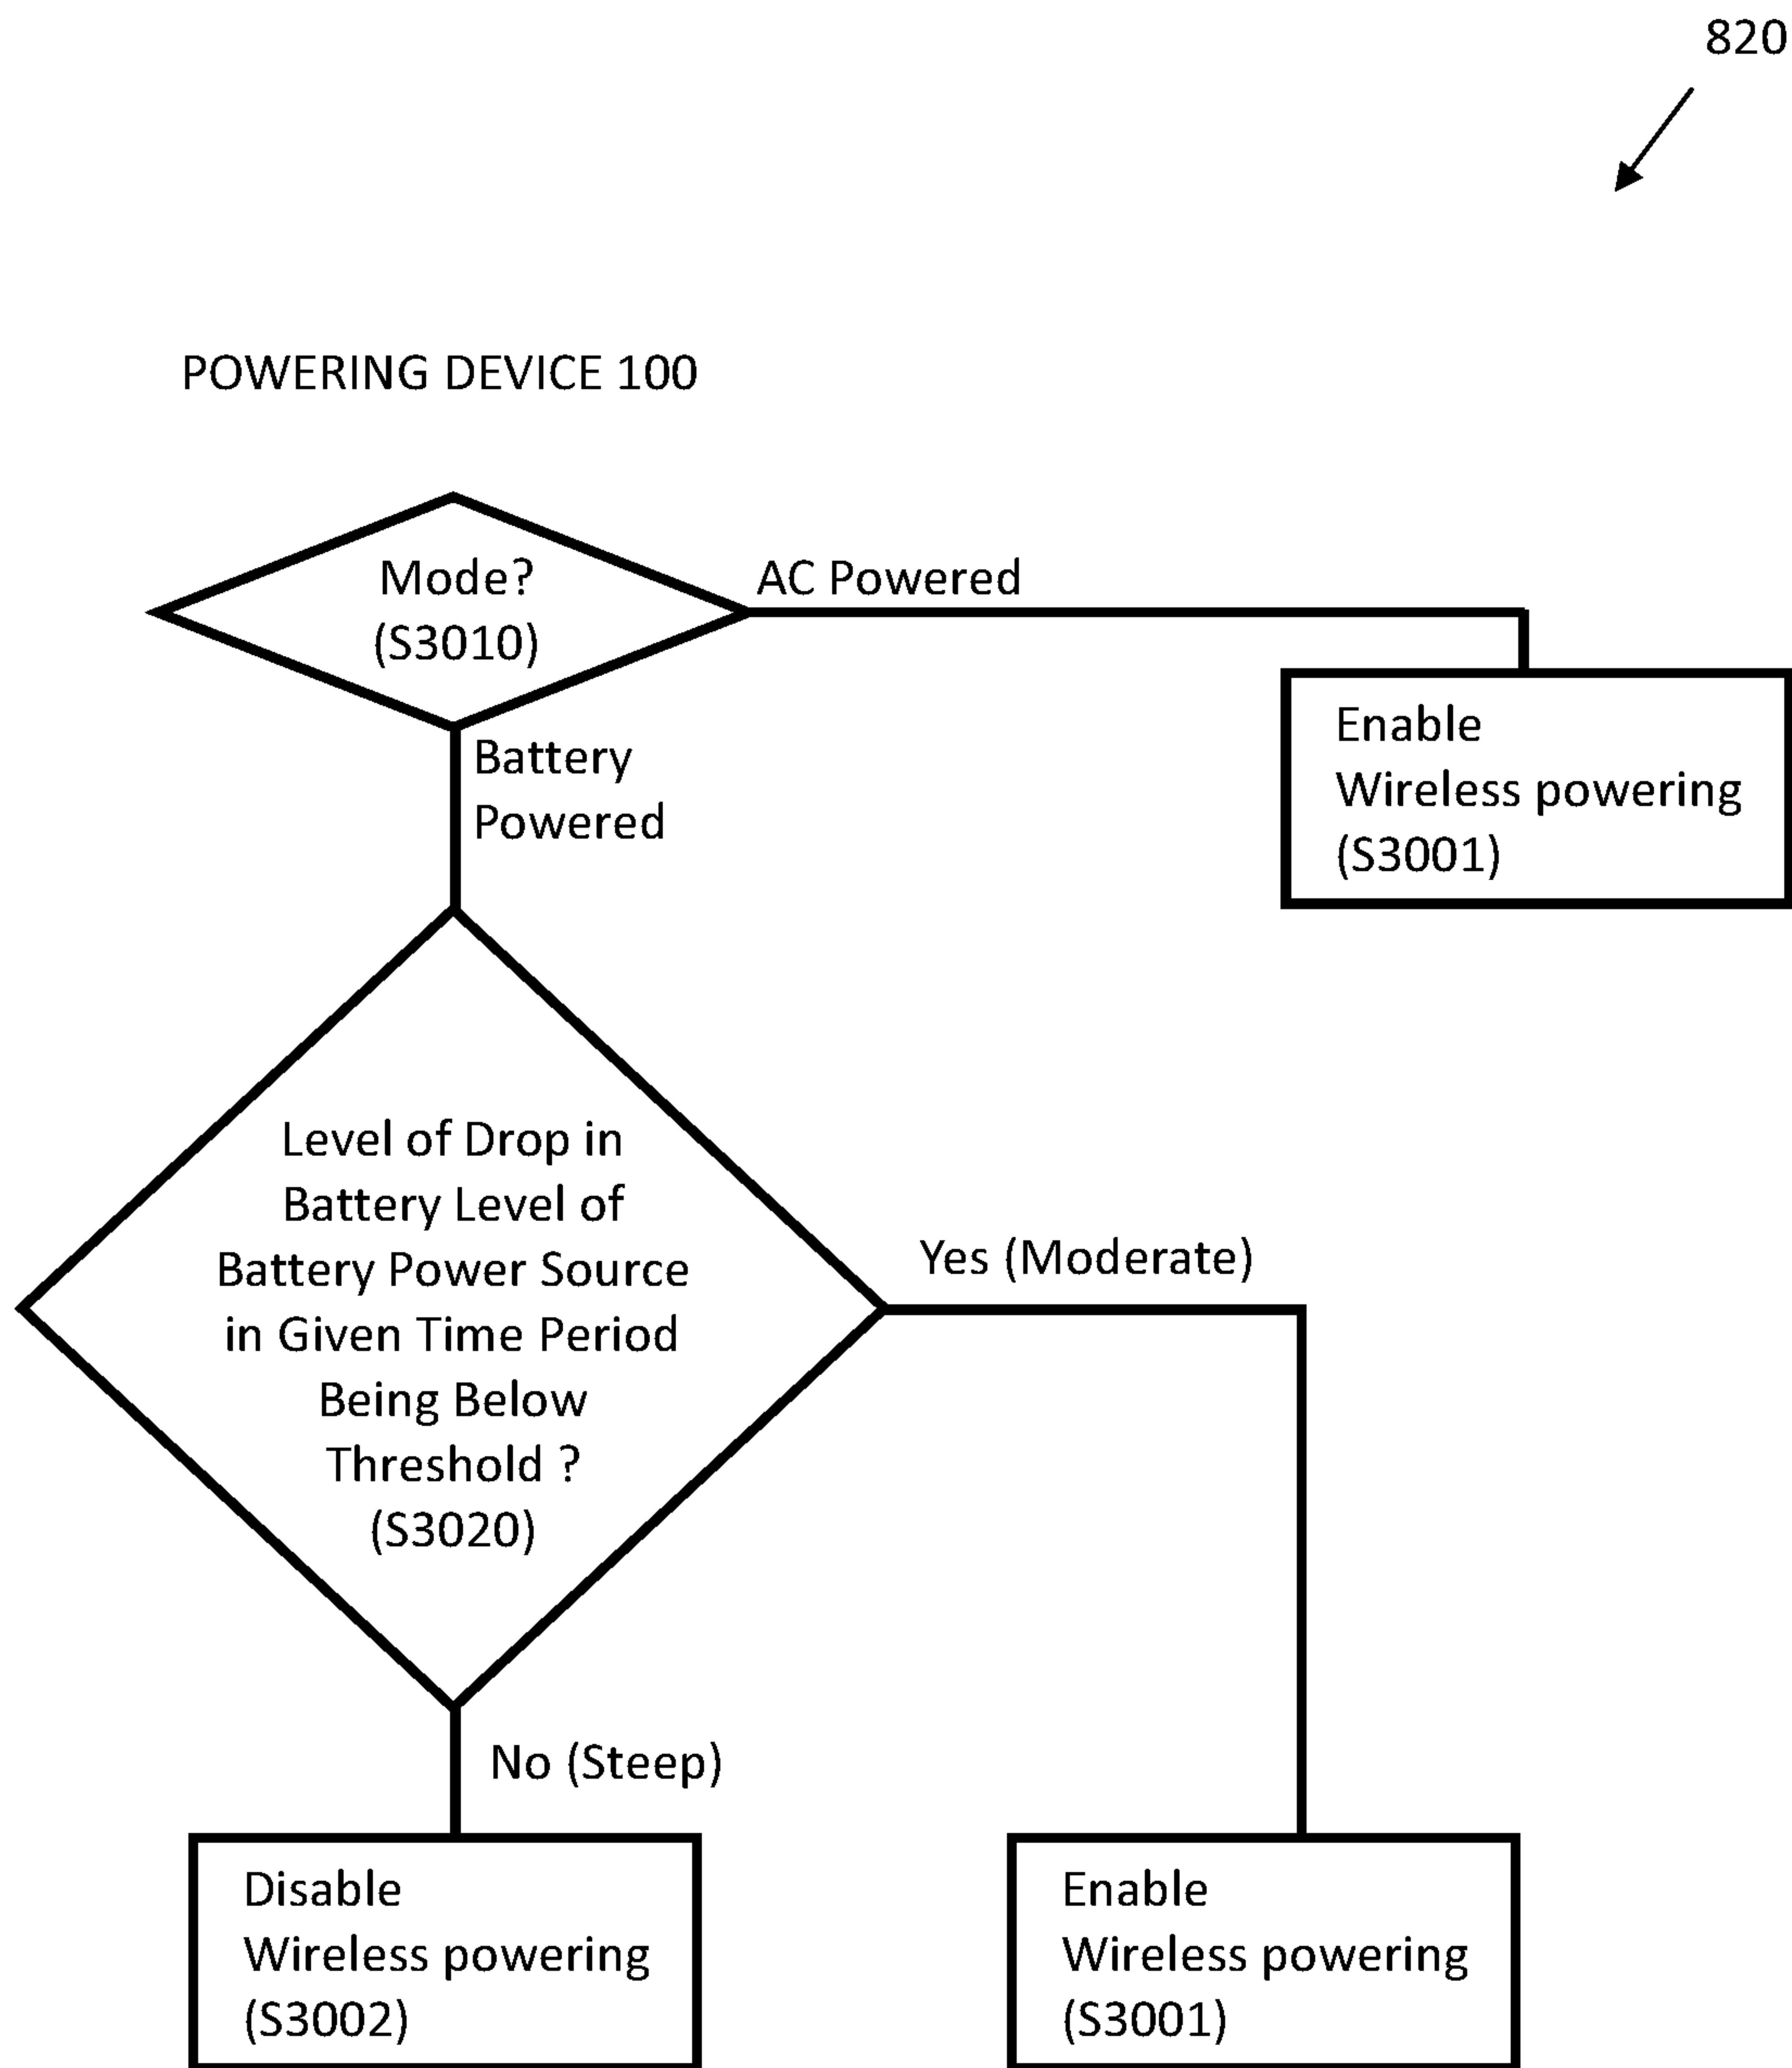 820
POWERING DEVICE 100
Mode?
(S3010)
AC Powered
Enable
Wireless powering
(S3001)
Battery
Powered
Level of Drop in
Battery Level of
Battery Power Source
in Given Time Period
Being Below
Threshold ?
(S3020)
Yes (Moderate)
No (Steep)
Disable
Wireless powering
(S3002)
Enable
Wireless powering
(S3001)